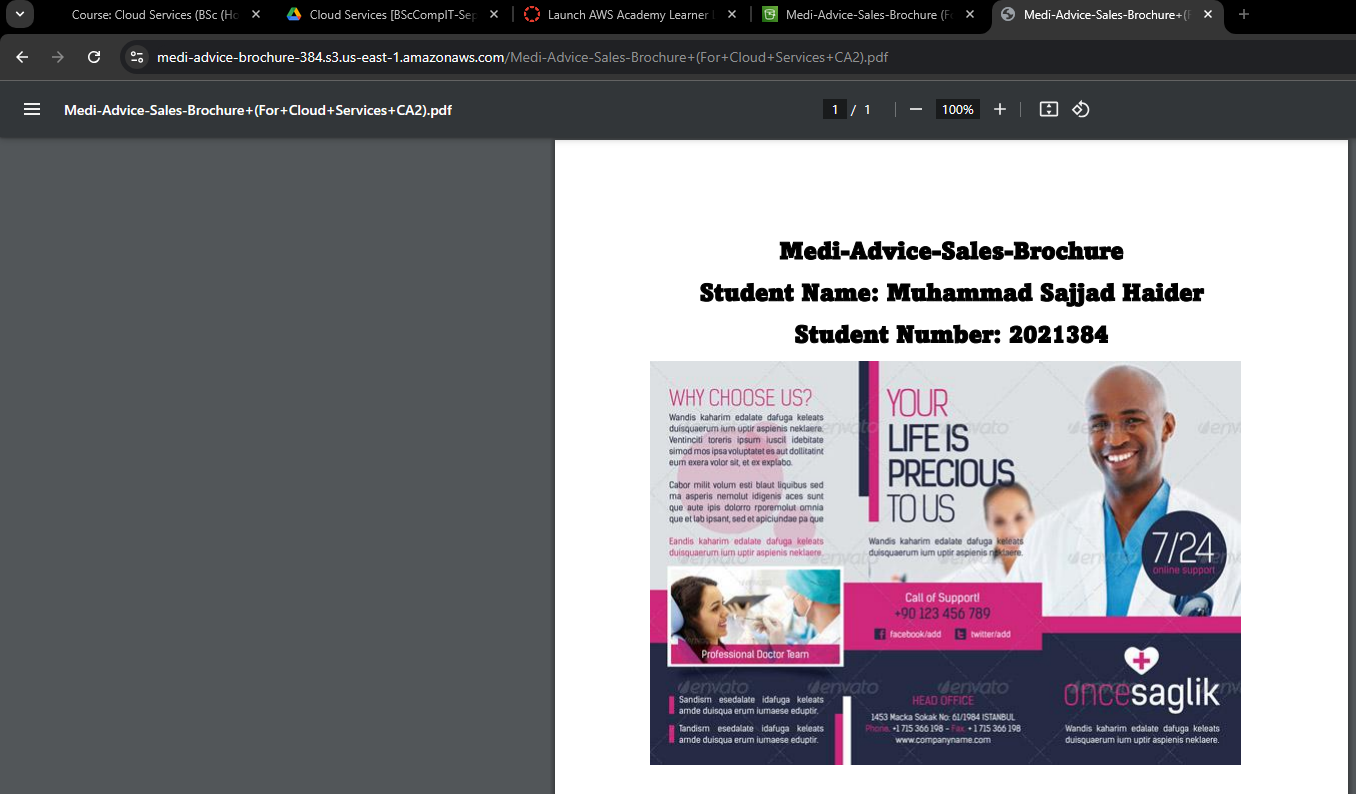 Course: Cloud Services (BSc (Ho
Cloud Services [BScCompIT-Sep
Launch AWS Academy Learner
Medi-Advice-Sales-Brochure (F
Medi-Advice-Sales-Brochure+(F
medi-advice-brochure-384.s3.us-east-1.amazonaws.com/Medi-Advice-Sales-Brochure+(For+Cloud+Services+CA2).pdf
Medi-Advice-Sales-Brochure+(For+Cloud+Services+CA2).pdf
1 / 1
100%
Medi-Advice-Sales-Brochure
Student Name: Muhammad Sajjad Haider
Student Number: 2021384
WHY CHOOSE US?
Wandis kaharim edalate dafuga keleats
duisquaerum ium uptir aspienis neklaere.
Ventinciti toreris ipsum iuscil idebitate
simod mos ipsa voluptatet es aut dollitatint
eum exera volor sit, et ex explabo.
Cabor milit volum esti blaut liquibus sed
ma asperis nemolut idigenis aces sunt
que aute ipis dolorro rporemolut omnia
que et lab ipsant, sed et apiciundae pa que
Eandis kaharim edalate dafuga keleats
duisquaerum ium uptir aspienis neklaere.
Professional Doctor Team
Sandism esedalate idafuga keleats
amde duisqua erum iumaese eduptir.
Tandism esedalate idafuga keleats
amde duisqua erum iumaese eduptir.
YOUR
LIFE IS
PRECIOUS
TO US
Wandis kaharim edalate dafuga keleats
duisquaerum ium uptir aspienis neklaere.
Call of Support!
+90 123 456 789
facebook/add
twitter/add
HEAD OFFICE
1453 Macka Sokak No: 61/1984 ISTANBUL
Phone. +1 715 366 198 - Fax. +1 715 366 198
www.companyname.com
7/24
online support
oncesaglik
Wandis kaharim edalate dafuga keleats
duisquaerum ium uptir aspienis neklaere.
envato